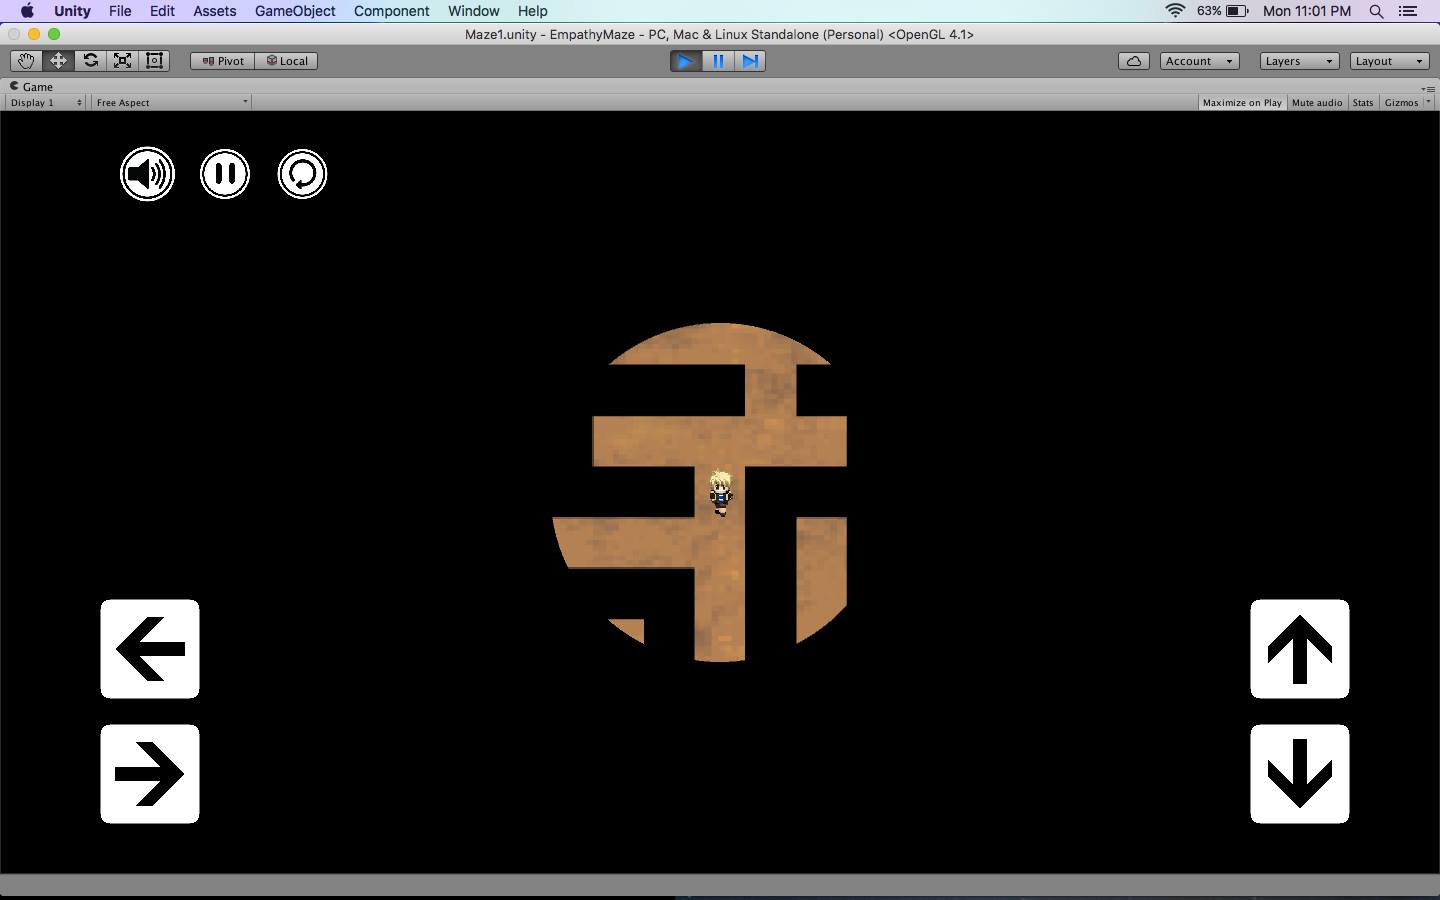 Unity File Edit Assets GameObject Component Window Help 63% Mon 11:01 PM
Maze1.unity - EmpathyMaze - PC, Mac & Linux Standalone (Personal) <OpenGL 4.1>
Pivot Local Account Layers Layout
Game
Display 1 Free Aspect Maximize on Play Mute audio Stats Gizmos